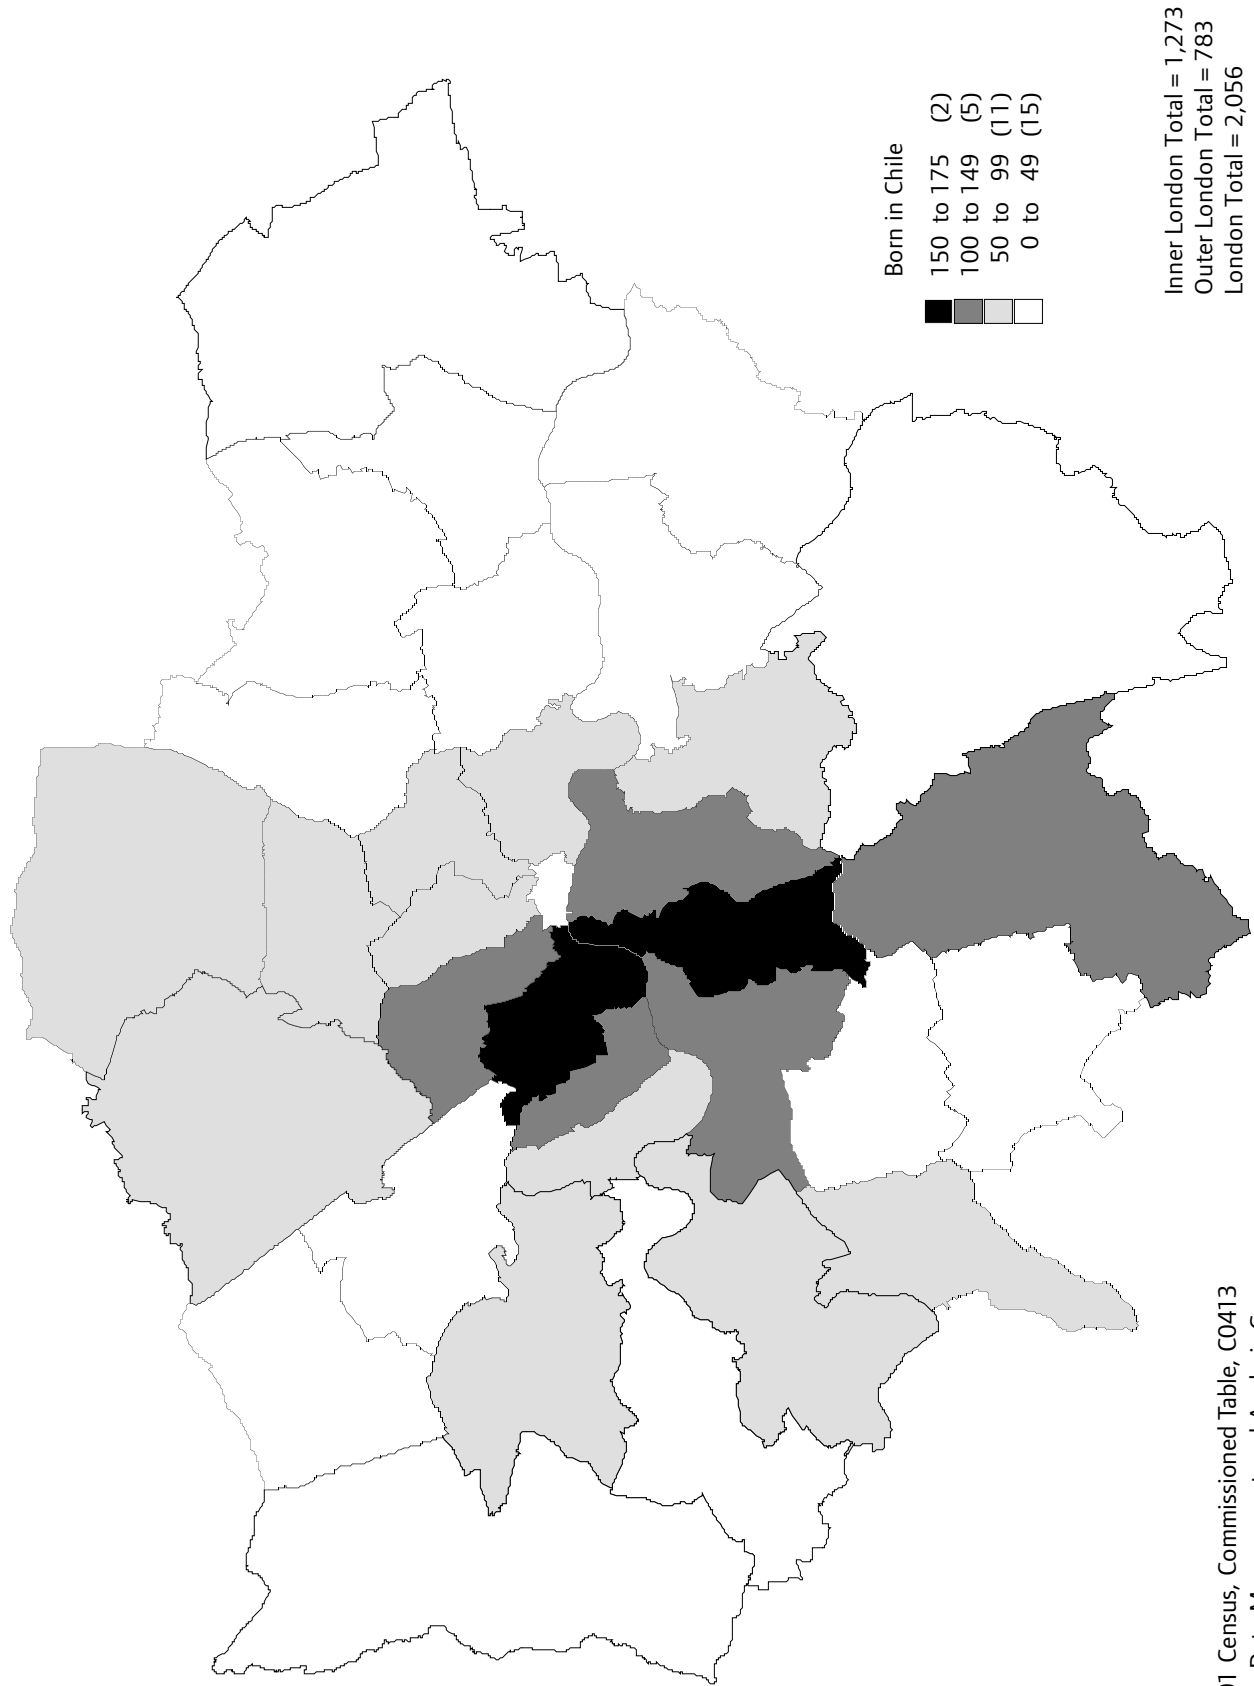 Born in Chile
150 to 175 (2)
100 to 149 (5)
50 to 99 (11)
0 to 49 (15)
Inner London Total = 1,273
Outer London Total = 783
London Total = 2,056
Census, Commissioned Table, C0413